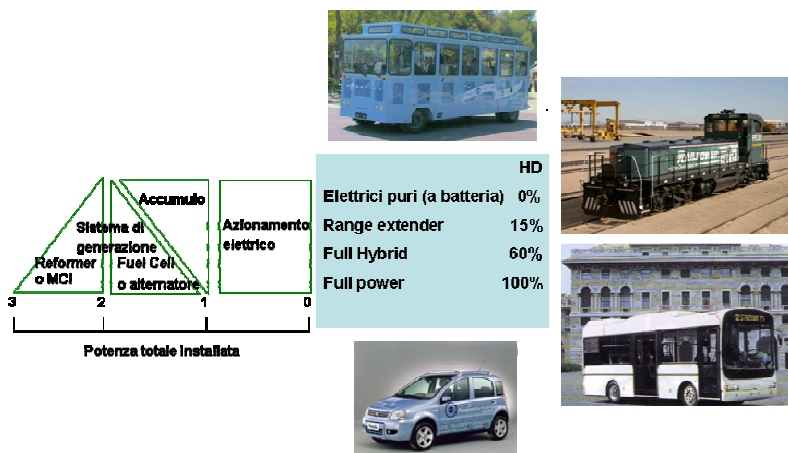 Accumulo
Sistema di
generazione
Azionamento
elettrico
Reformer
o MCI
Fuel Cell
o alternatore
3 2 1 0
Potenza totale installata
HD
Elettrici puri (a batteria) 0%
Range extender 15%
Full Hybrid 60%
Full power 100%